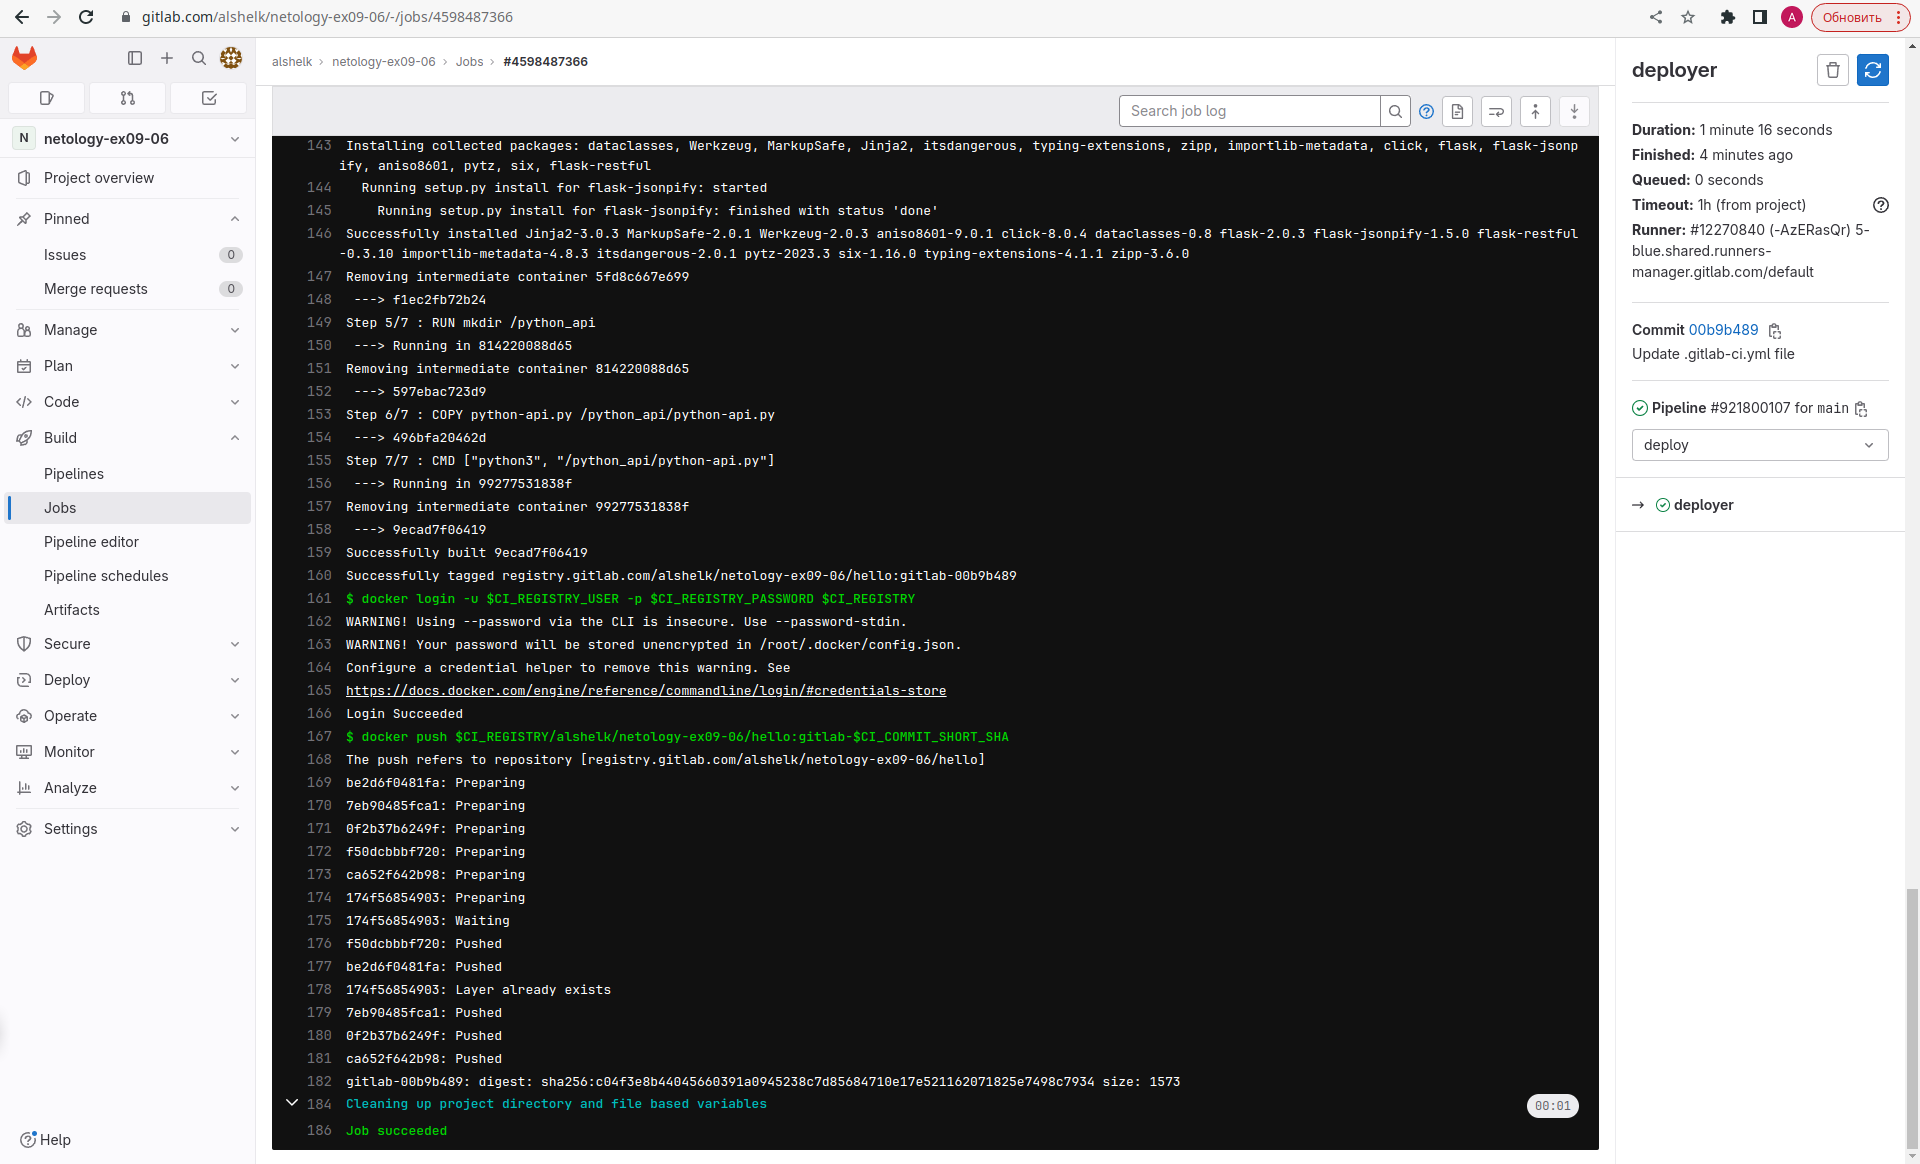 gitlab.com/alshelk/netology-ex09-06/-/jobs/4598487366
A
Обновить
N
netology-ex09-06
Project overview
Pinned
Issues 0
Merge requests 0
Manage
Plan
Code
Build
Pipelines
Jobs
Pipeline editor
Pipeline schedules
Artifacts
Secure
Deploy
Operate
Monitor
Analyze
Settings
Help
alshelk › netology-ex09-06 › Jobs › #4598487366
Search job log
143 Installing collected packages: dataclasses, Werkzeug, MarkupSafe, Jinja2, itsdangerous, typing-extensions, zipp, importlib-metadata, click, flask, flask-jsonp
ify, aniso8601, pytz, six, flask-restful
144 Running setup.py install for flask-jsonpify: started
145 Running setup.py install for flask-jsonpify: finished with status 'done'
146 Successfully installed Jinja2-3.0.3 MarkupSafe-2.0.1 Werkzeug-2.0.3 aniso8601-9.0.1 click-8.0.4 dataclasses-0.8 flask-2.0.3 flask-jsonpify-1.5.0 flask-restful
-0.3.10 importlib-metadata-4.8.3 itsdangerous-2.0.1 pytz-2023.3 six-1.16.0 typing-extensions-4.1.1 zipp-3.6.0
147 Removing intermediate container 5fd8c667e699
148 ---> f1ec2fb72b24
149 Step 5/7 : RUN mkdir /python_api
150 ---> Running in 814220088d65
151 Removing intermediate container 814220088d65
152 ---> 597ebac723d9
153 Step 6/7 : COPY python-api.py /python_api/python-api.py
154 ---> 496bfa20462d
155 Step 7/7 : CMD ["python3", "/python_api/python-api.py"]
156 ---> Running in 99277531838f
157 Removing intermediate container 99277531838f
158 ---> 9ecad7f06419
159 Successfully built 9ecad7f06419
160 Successfully tagged registry.gitlab.com/alshelk/netology-ex09-06/hello:gitlab-00b9b489
161 $ docker login -u $CI_REGISTRY_USER -p $CI_REGISTRY_PASSWORD $CI_REGISTRY
162 WARNING! Using --password via the CLI is insecure. Use --password-stdin.
163 WARNING! Your password will be stored unencrypted in /root/.docker/config.json.
164 Configure a credential helper to remove this warning. See
165 https://docs.docker.com/engine/reference/commandline/login/#credentials-store
166 Login Succeeded
167 $ docker push $CI_REGISTRY/alshelk/netology-ex09-06/hello:gitlab-$CI_COMMIT_SHORT_SHA
168 The push refers to repository [registry.gitlab.com/alshelk/netology-ex09-06/hello]
169 be2d6f0481fa: Preparing
170 7eb90485fca1: Preparing
171 0f2b37b6249f: Preparing
172 f50dcbbbf720: Preparing
173 ca652f642b98: Preparing
174 174f56854903: Preparing
175 174f56854903: Waiting
176 f50dcbbbf720: Pushed
177 be2d6f0481fa: Pushed
178 174f56854903: Layer already exists
179 7eb90485fca1: Pushed
180 0f2b37b6249f: Pushed
181 ca652f642b98: Pushed
182 gitlab-00b9b489: digest: sha256:c04f3e8b44045660391a0945238c7d85684710e17e521162071825e7498c7934 size: 1573
184 Cleaning up project directory and file based variables 00:01
186 Job succeeded
deployer
Duration: 1 minute 16 seconds
Finished: 4 minutes ago
Queued: 0 seconds
Timeout: 1h (from project)
Runner: #12270840 (-AzERasQr) 5-
blue.shared.runners-
manager.gitlab.com/default
Commit 00b9b489
Update .gitlab-ci.yml file
Pipeline #921800107 for main
deploy
→ deployer